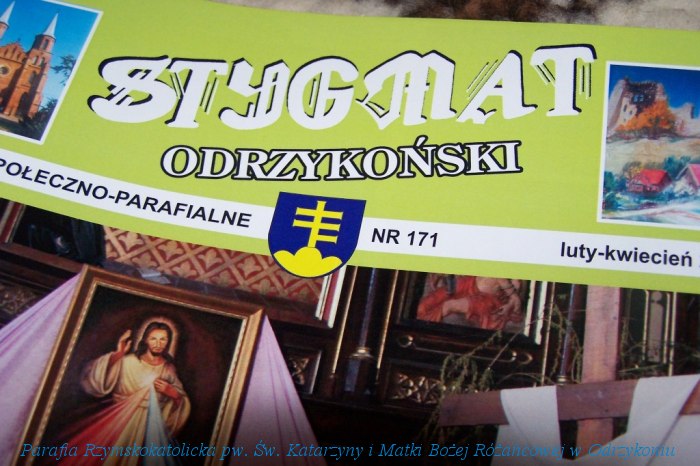 STYGMAT
ODRZYKOŃSKI
POŁECZNO-PARAFIALNE NR 171 luty-kwiecień
Parafia Rzymskokatolicka pw. Św. Katarzyny i Matki Bożej Różańcowej w Odrzykoniu